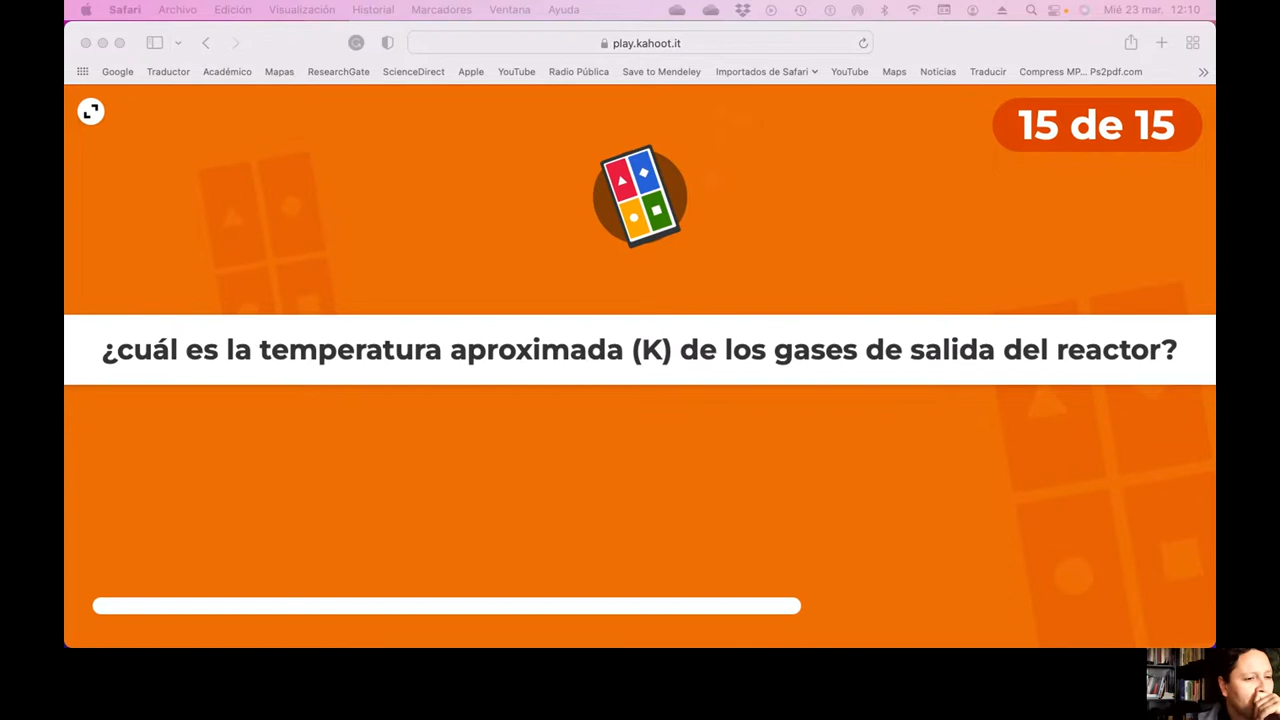 Safari Archivo Edición Visualización Historial Marcadores Ventana Ayuda Mié 23 mar. 12:10
play.kahoot.it
Google Traductor Académico Mapas ResearchGate ScienceDirect Apple YouTube Radio Pública Save to Mendeley Importados de Safari YouTube Maps Noticias Traducir Compress MP... Ps2pdf.com
15 de 15
¿cuál es la temperatura aproximada (K) de los gases de salida del reactor?